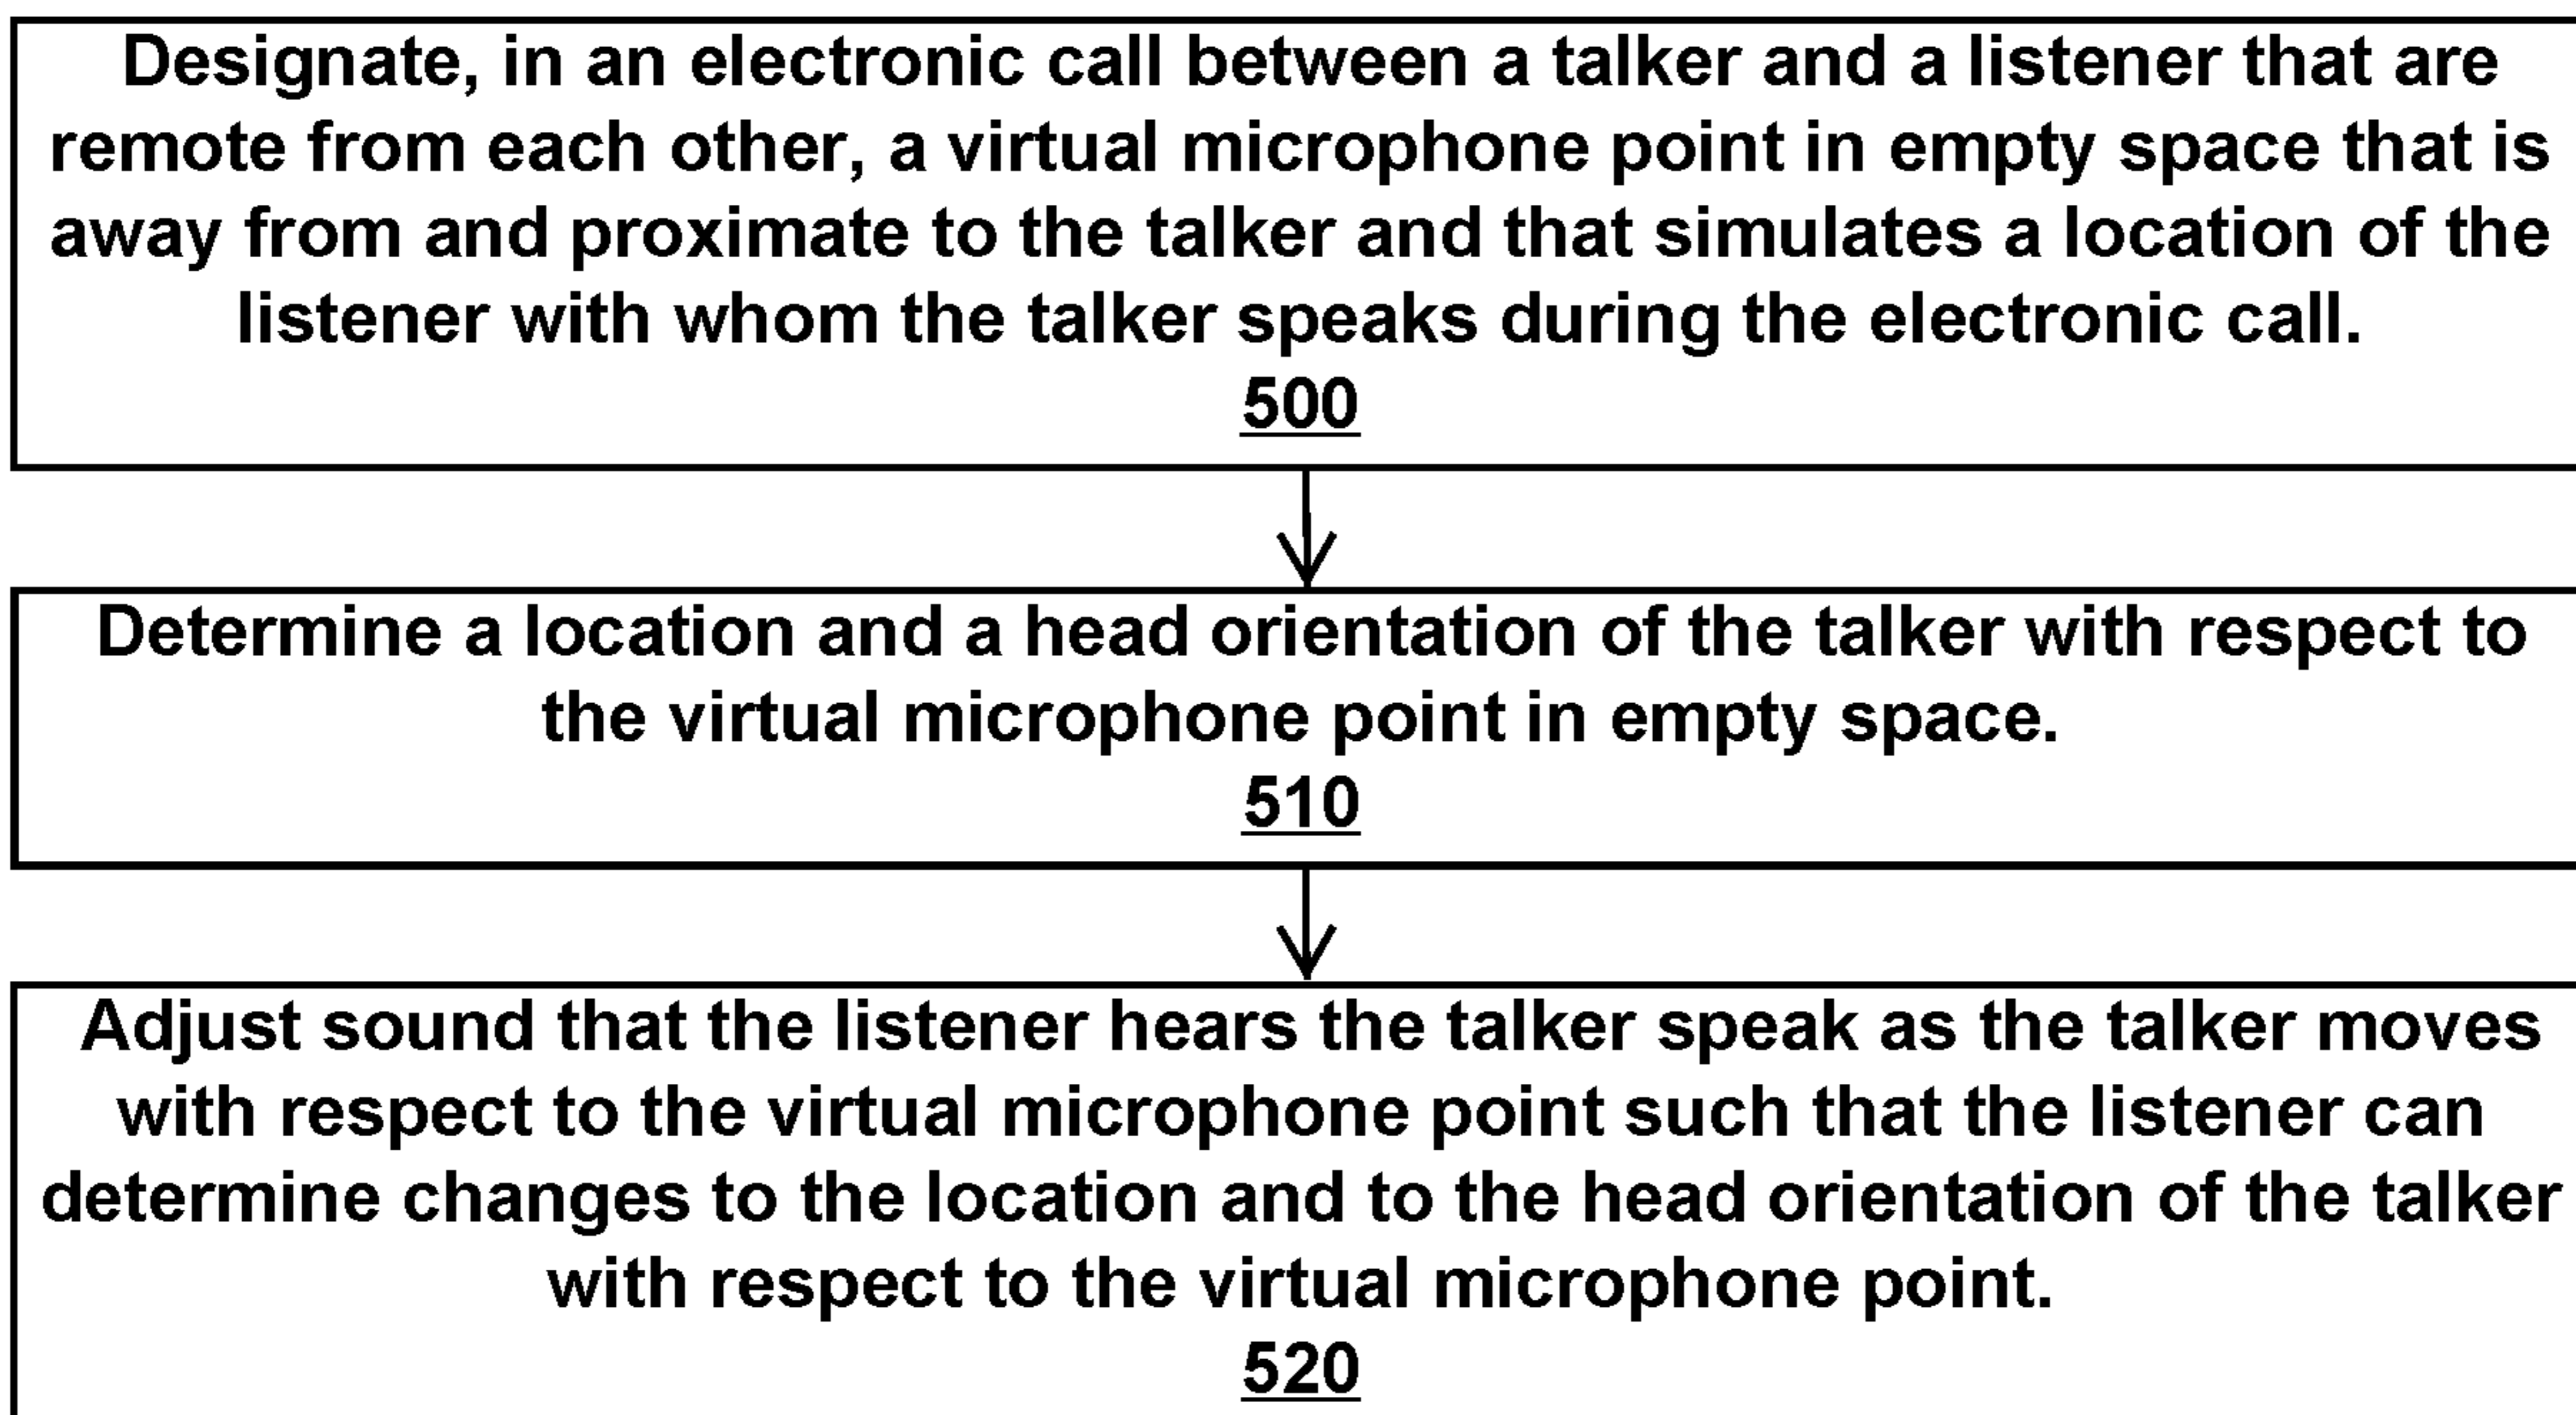 Designate, in an electronic call between a talker and a listener that are
remote from each other, a virtual microphone point in empty space that is
away from and proximate to the talker and that simulates a location of the
listener with whom the talker speaks during the electronic call.
500
Determine a location and a head orientation of the talker with respect to
the virtual microphone point in empty space.
510
Adjust sound that the listener hears the talker speak as the talker moves
with respect to the virtual microphone point such that the listener can
determine changes to the location and to the head orientation of the talker
with respect to the virtual microphone point.
520